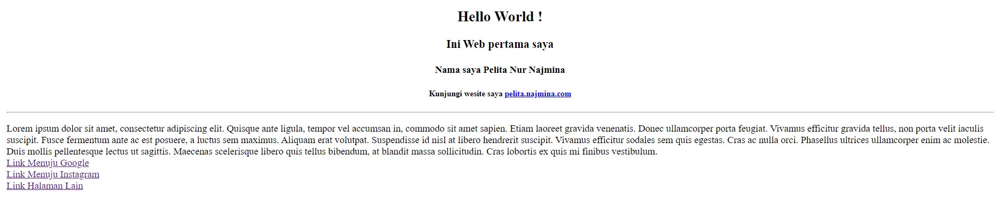 Hello World !
Ini Web pertama saya
Nama saya Pelita Nur Najmina
Kunjungi wesite saya pelita.najmina.com
Lorem ipsum dolor sit amet, consectetur adipiscing elit. Quisque ante ligula, tempor vel accumsan in, commodo sit amet sapien. Etiam laoreet gravida venenatis. Donec ullamcorper porta feugiat. Vivamus efficitur gravida tellus, non porta velit iaculis
suscipit. Fusce fermentum ante ac est posuere, a luctus sem maximus. Aliquam erat volutpat. Suspendisse id nisl at libero hendrerit suscipit. Vivamus efficitur sodales sem quis egestas. Cras ac nulla orci. Phasellus ultrices ullamcorper enim ac molestie.
Duis mollis pellentesque lectus ut sagittis. Maecenas scelerisque libero quis tellus bibendum, at blandit massa sollicitudin. Cras lobortis ex quis mi finibus vestibulum.
Link Menuju Google
Link Menuju Instagram
Link Halaman Lain